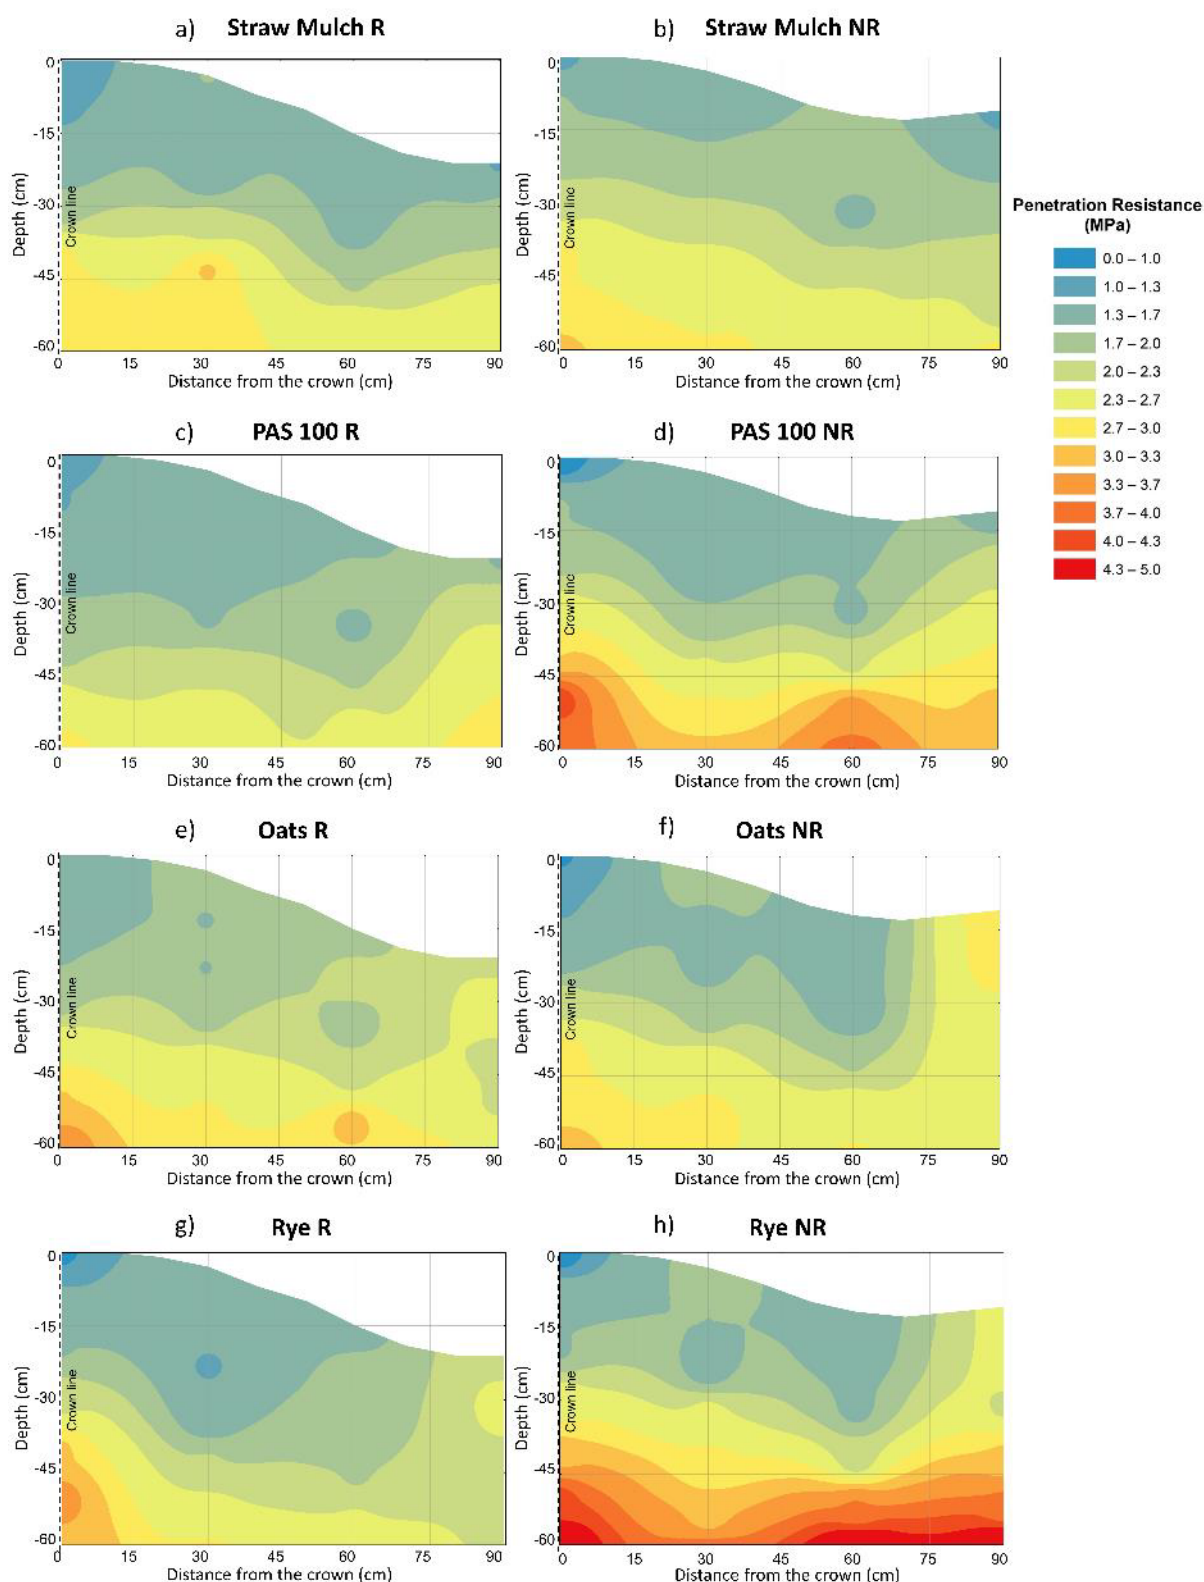 a) Straw Mulch R
b) Straw Mulch NR
0
-15
-30
-45
-60
Depth (cm)
Crown line
0 15 30 45 60 75 90
Distance from the crown (cm)
0
-15
-30
-45
-60
Depth (cm)
Crown line
0 15 30 45 60 75 90
Distance from the crown (cm)
Penetration Resistance
(MPa)
0.0 – 1.0
1.0 – 1.3
1.3 – 1.7
1.7 – 2.0
2.0 – 2.3
2.3 – 2.7
2.7 – 3.0
3.0 – 3.3
3.3 – 3.7
3.7 – 4.0
4.0 – 4.3
4.3 – 5.0
c) PAS 100 R
d) PAS 100 NR
0
-15
-30
-45
-60
Depth (cm)
Crown line
0 15 30 45 60 75 90
Distance from the crown (cm)
0
-15
-30
-45
-60
Depth (cm)
Crown line
0 15 30 45 60 75 90
Distance from the crown (cm)
e) Oats R
f) Oats NR
0
-15
-30
-45
-60
Depth (cm)
Crown line
0 15 30 45 60 75 90
Distance from the crown (cm)
0
-15
-30
-45
-60
Depth (cm)
Crown line
0 15 30 45 60 75 90
Distance from the crown (cm)
g) Rye R
h) Rye NR
0
-15
-30
-45
-60
Depth (cm)
Crown line
0 15 30 45 60 75 90
Distance from the crown (cm)
0
-15
-30
-45
-60
Depth (cm)
Crown line
0 15 30 45 60 75 90
Distance from the crown (cm)